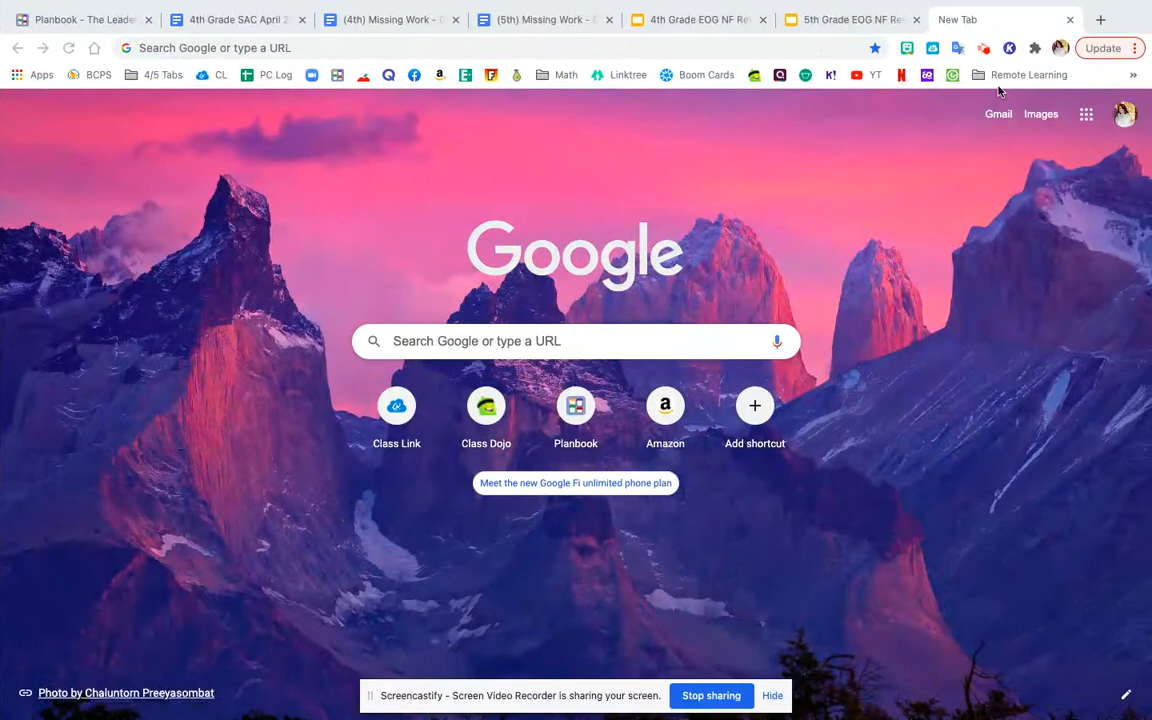 Planbook - The Leader
4th Grade SAC April 2
(4th) Missing Work - G
(5th) Missing Work - G
4th Grade EOG NF Re
5th Grade EOG NF Re
New Tab
Search Google or type a URL
Update
Apps
BCPS
4/5 Tabs
CL
PC Log
Math
Linktree
Boom Cards
K!
YT
Remote Learning
»
Gmail
Images
Google
Search Google or type a URL
Class Link
Class Dojo
Planbook
Amazon
Add shortcut
Meet the new Google Fi unlimited phone plan
Photo by Chaluntorn Preeyasombat
Screencastify - Screen Video Recorder is sharing your screen.
Stop sharing
Hide